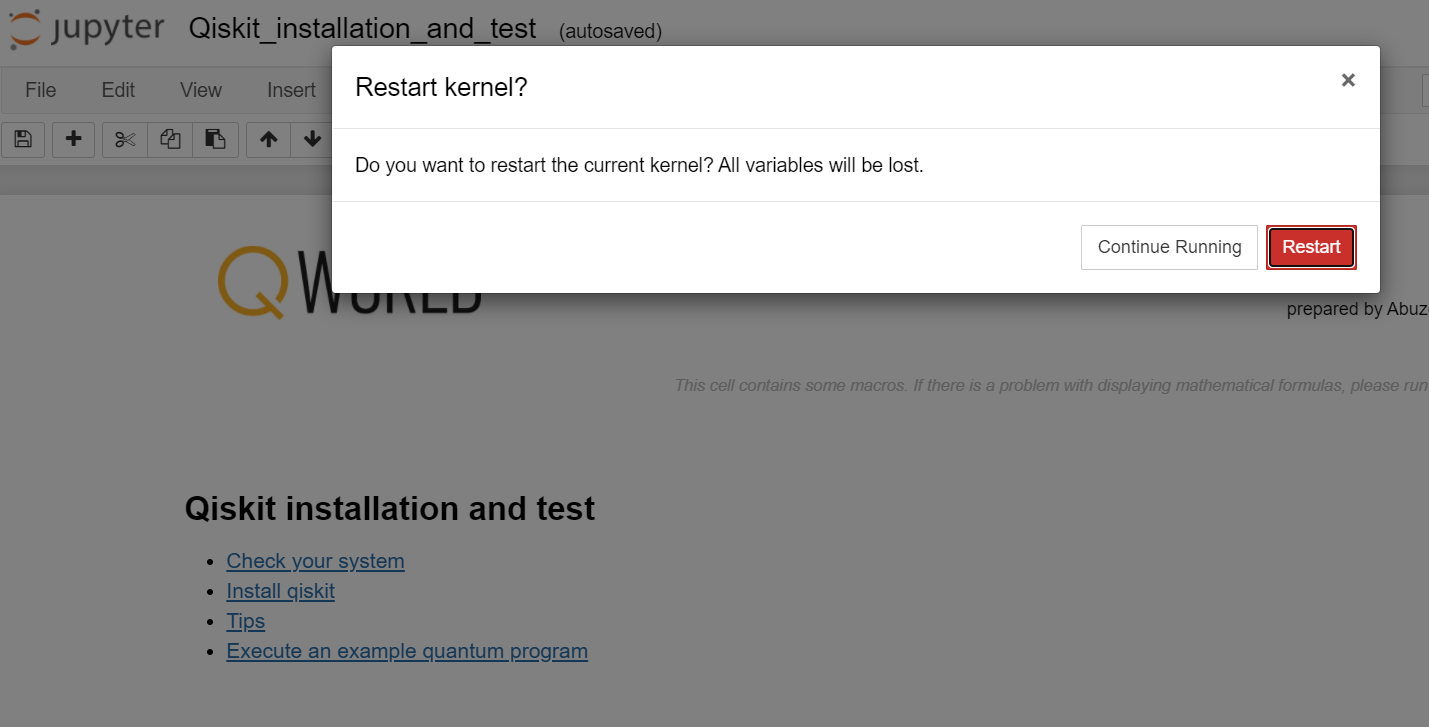 jupyter Qiskit_installation_and_test (autosaved)
File Edit View Insert
Restart kernel?
×
Do you want to restart the current kernel? All variables will be lost.
Continue Running Restart
QWORLD
prepared by
This cell contains some macros. If there is a problem with displaying mathematical formulas, please run
Qiskit installation and test
• Check your system
• Install qiskit
• Tips
• Execute an example quantum program